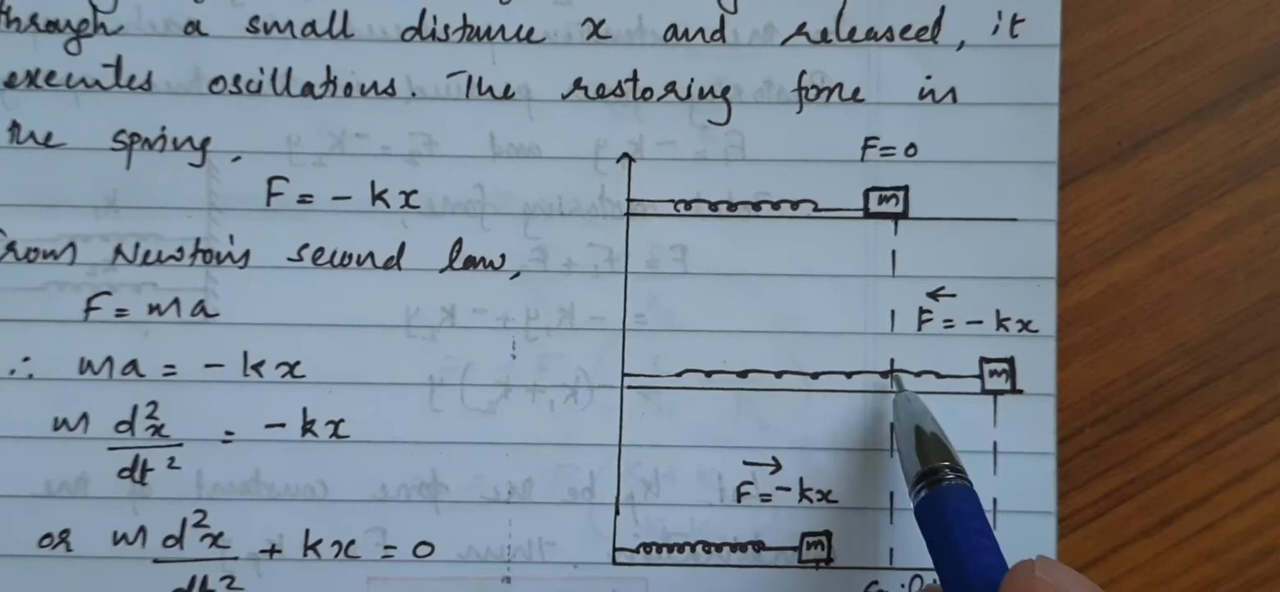 through a small distance x and released, it
executes oscillations. The restoring force in
the spring.
F = - kx
From Newton's second law,
F = ma
∴ ma = - kx
m d²x/dt² = - kx
or m d²x/dt² + kx = 0
F=0
m
←
F = - kx
m
→
F = -kx
m